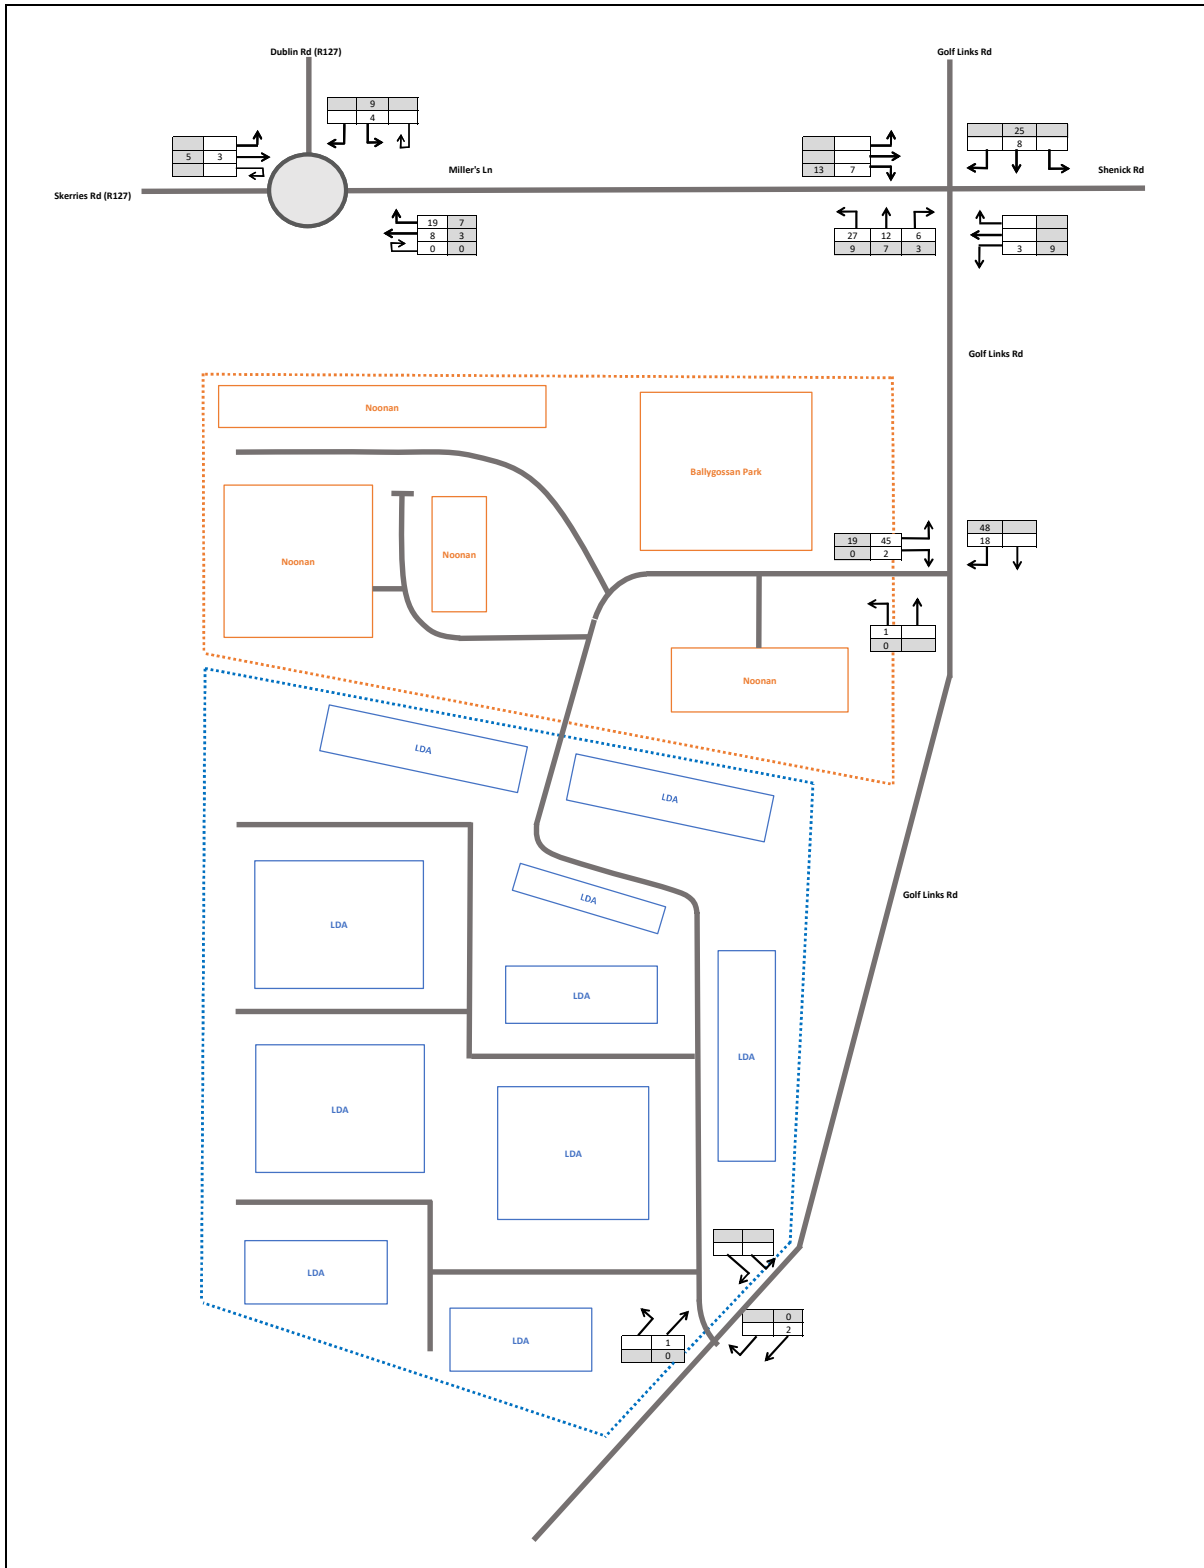 Dublin Rd (R127)
Golf Links Rd
9
4
25
8
5 3
13 7
Miller's Ln
Shenick Rd
Skerries Rd (R127)
19 7
8 3
0 0
27 12 6
9 7 3
3 9
Golf Links Rd
Noonan
Ballygossan Park
48
18
19 45
0 2
Noonan
Noonan
1
0
Noonan
LDA
LDA
LDA
Golf Links Rd
LDA
LDA
LDA
LDA
LDA
LDA
0
2
1
0
LDA
LDA